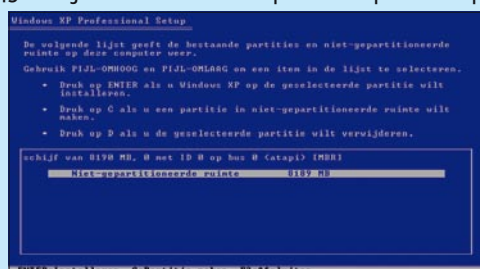 Windows XP Professional Setup
De volgende lijst geeft de bestaande partities en niet-gepartitioneerde
ruimte op deze computer weer.
Gebruik PIJL-OMHOOG en PIJL-OMLAAG om een item in de lijst te selecteren.
• Druk op ENTER als u Windows XP op de geselecteerde partitie wilt
installeren.
• Druk op C als u een partitie in niet-gepartitioneerde ruimte wilt
maken.
• Druk op D als u de geselecteerde partitie wilt verwijderen.
schijf van 8190 MB, 0 met ID 0 op bus 0 (atapi) [MBR]
Niet-gepartitioneerde ruimte 8189 MB